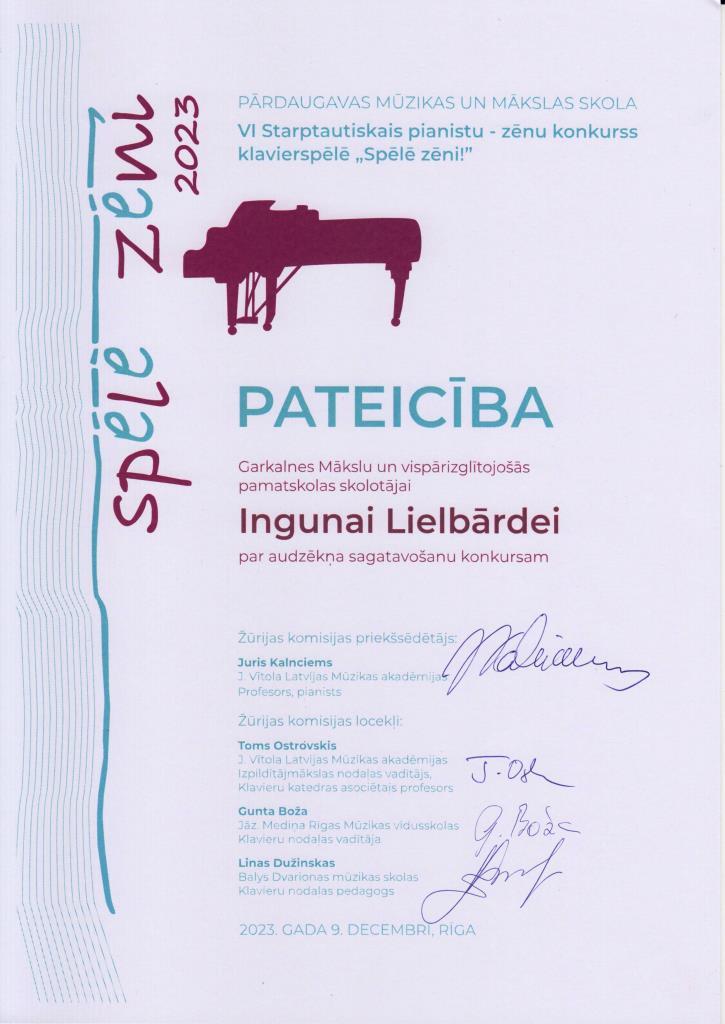 spēlē zēni
2023
PĀRDAUGAVAS MŪZIKAS UN MĀKSLAS SKOLA
VI Starptautiskais pianistu - zēnu konkurss
klavierspēlē „Spēlē zēni!”
PATEICĪBA
Garkalnes Mākslu un vispārizglītojošās
pamatskolas skolotājai
Ingunai Lielbārdei
par audzēkņa sagatavošanu konkursam
Žūrijas komisijas priekšsēdētājs:
Juris Kalnciems
J. Vītola Latvijas Mūzikas akadēmijas
Profesors, pianists
Žūrijas komisijas locekļi:
Toms Ostrovskis
J. Vītola Latvijas Mūzikas akadēmijas
Izpildītājmākslas nodaļas vadītājs,
Klavieru katedras asociētais profesors
T. Os
Gunta Boža
Jāz. Mediņa Rīgas Mūzikas vidusskolas
Klavieru nodaļas vadītāja
G. Boža
Linas Dužinskas
Balys Dvarionas mūzikas skolas
Klavieru nodaļas pedagogs
2023. GADA 9. DECEMBRĪ, RĪGA